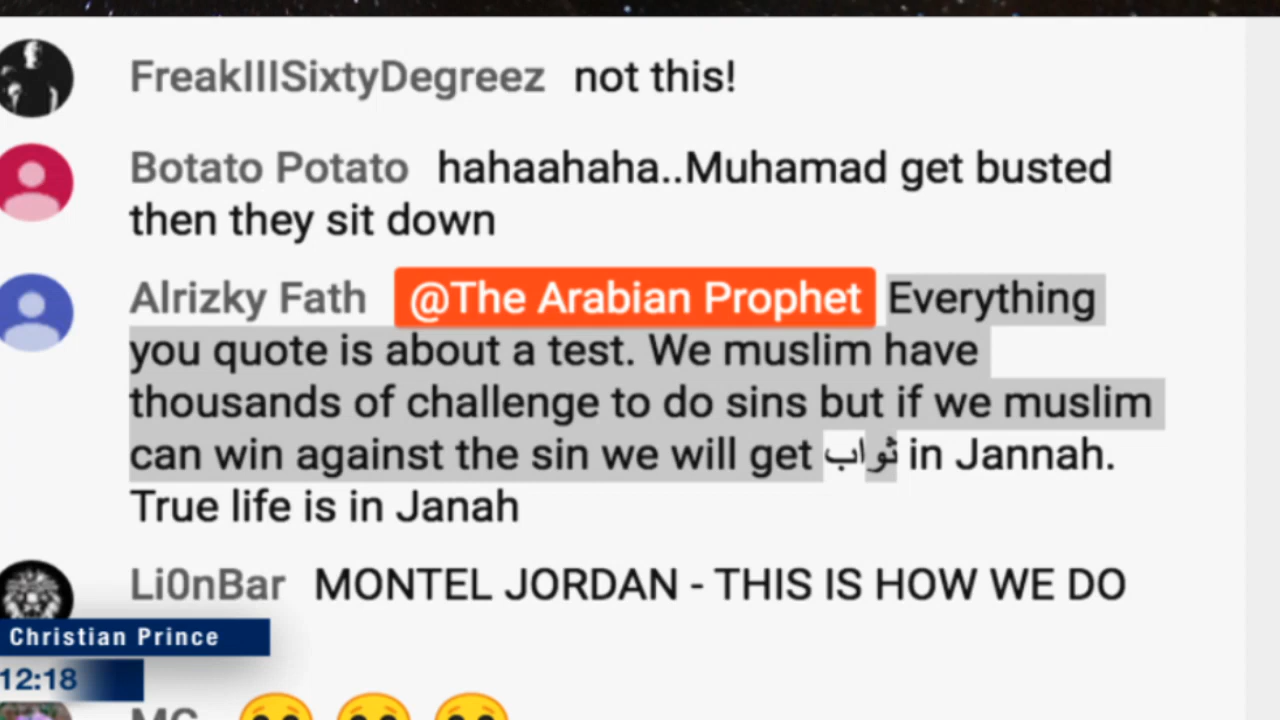 FreakIIISixtyDegreez not this!
Botato Potato hahaahaha..Muhamad get busted
then they sit down
Alrizky Fath @The Arabian Prophet Everything
you quote is about a test. We muslim have
thousands of challenge to do sins but if we muslim
can win against the sin we will get ثواب in Jannah.
True life is in Janah
Li0nBar MONTEL JORDAN - THIS IS HOW WE DO
Christian Prince
12:18